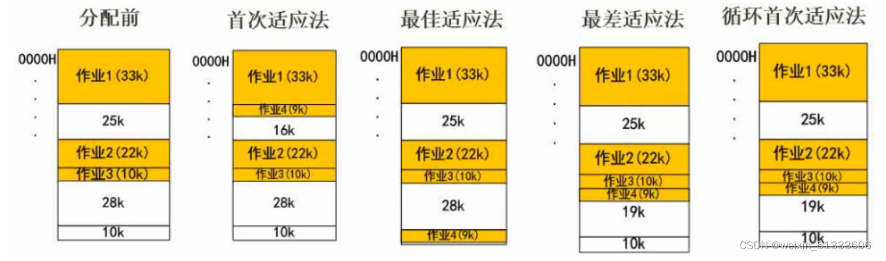 分配前
0000H
作业1(33k)
25k
作业2(22k)
作业3(10k)
28k
10k
首次适应法
0000H
作业1(33k)
作业4(9k)
16k
作业2(22k)
作业3(10k)
28k
10k
最佳适应法
0000H
作业1(33k)
25k
作业2(22k)
作业3(10k)
28k
作业4(9k)
最差适应法
0000H
作业1(33k)
25k
作业2(22k)
作业3(10k)
作业4(9k)
19k
10k
循环首次适应法
0000H
作业1(33k)
25k
作业2(22k)
作业3(10k)
作业4(9k)
19k
10k